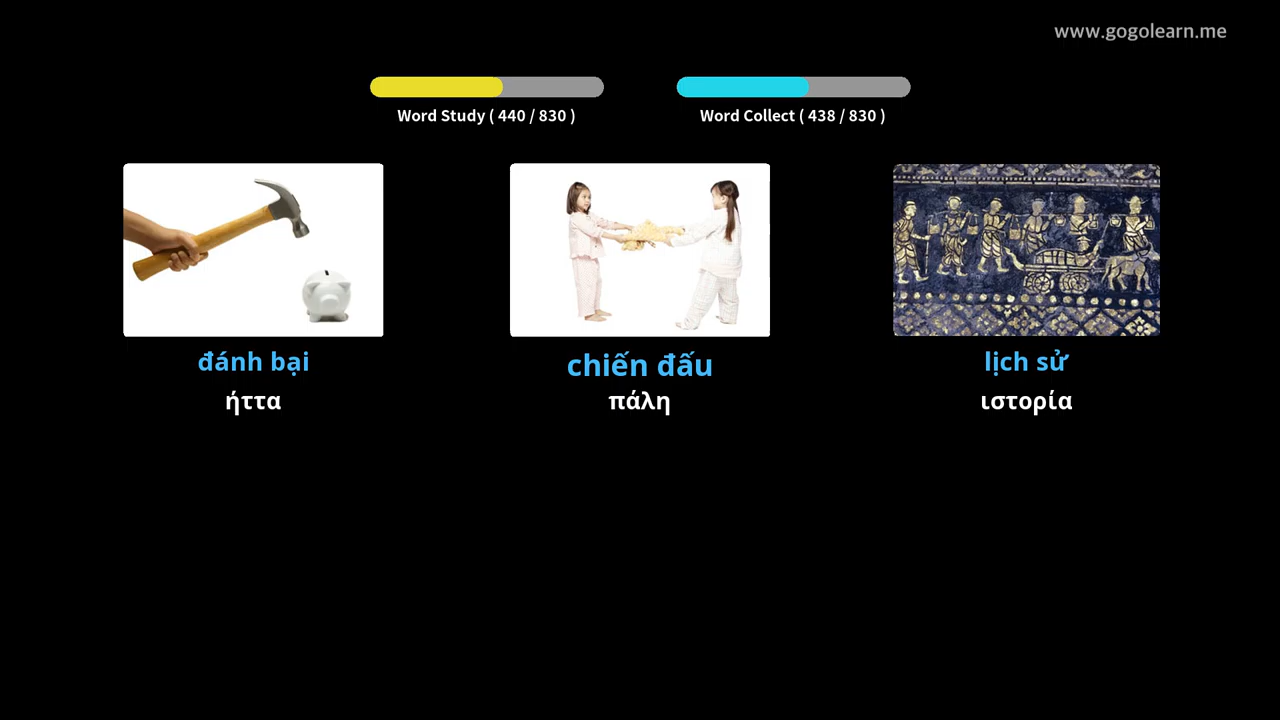 www.gogolearn.me
Word Study ( 440 / 830 )
Word Collect ( 438 / 830 )
đánh bại
chiến đấu
lịch sử
ήττα
πάλη
ιστορία